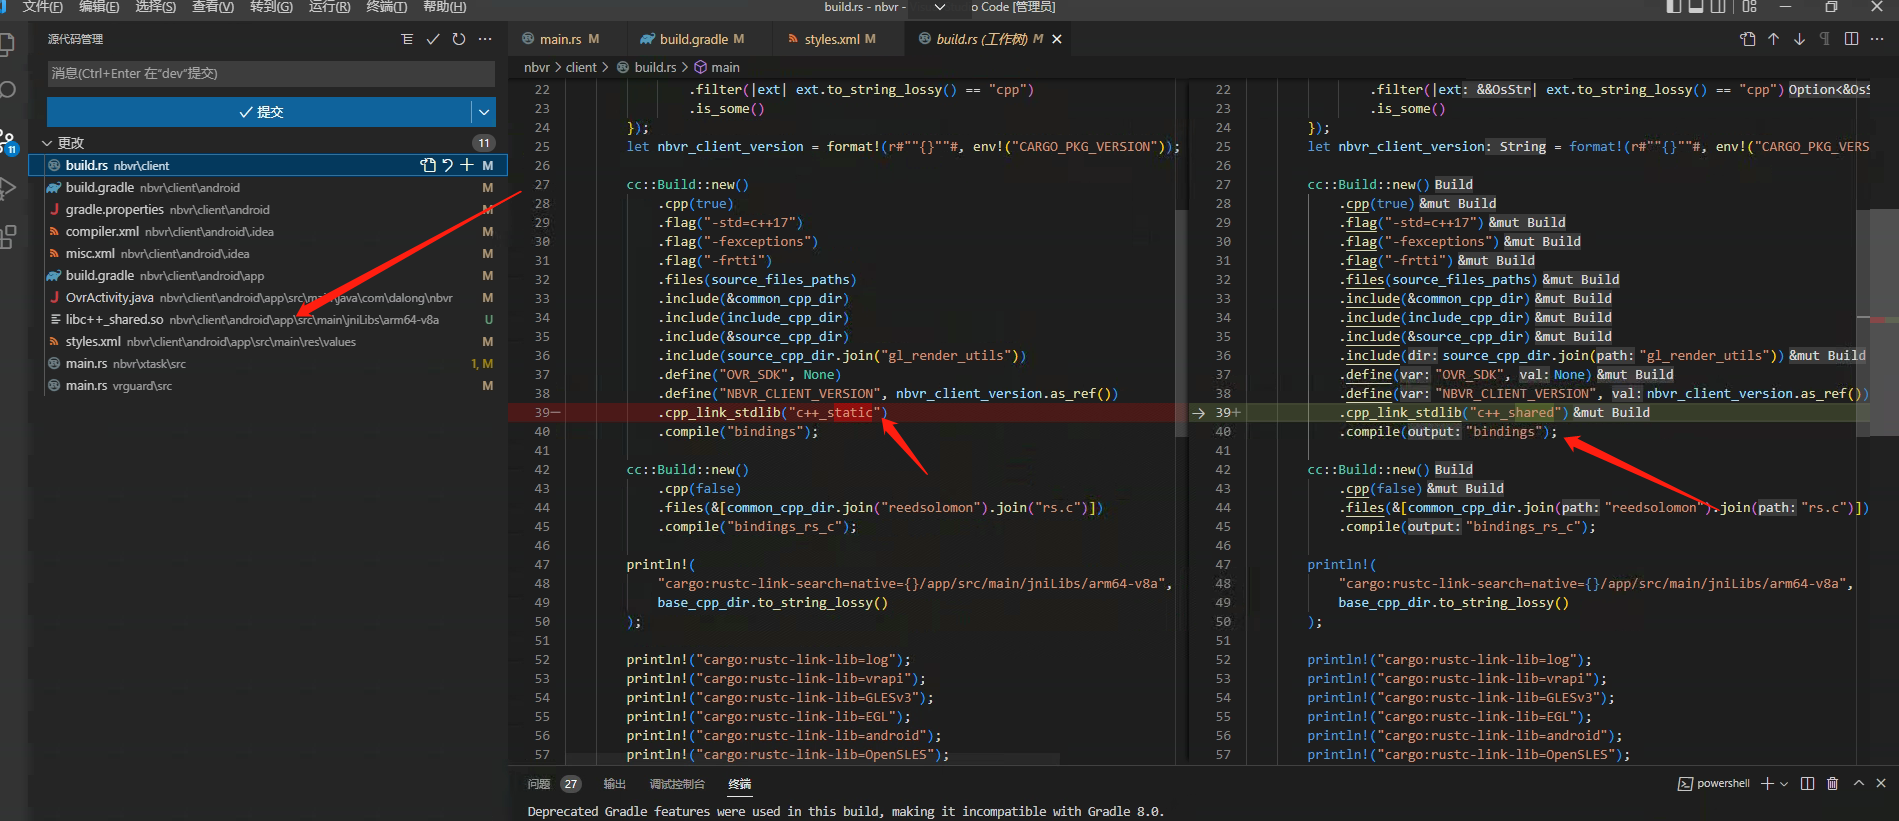 文件(F) 编辑(E) 选择(S) 查看(V) 转到(G) 运行(R) 终端(T) 帮助(H)
build.rs - nbvr - o Code [管理员]
源代码管理
消息(Ctrl+Enter 在"dev"提交)
提交
更改 11
11
build.rs nbvr\client M
build.gradle nbvr\client\android M
gradle.properties nbvr\client\android M
compiler.xml nbvr\client\android\.idea M
misc.xml nbvr\client\android\.idea M
build.gradle nbvr\client\android\app M
OvrActivity.java nbvr\client\android\app\src\main\java\com\dalong\nbvr M
libc++_shared.so nbvr\client\android\app\src\main\jniLibs\arm64-v8a U
styles.xml nbvr\client\android\app\src\main\res\values M
main.rs nbvr\xtask\src 1, M
main.rs vrguard\src M
main.rs M build.gradle M styles.xml M build.rs (工作树) M
nbvr > client > build.rs > main
22 .filter(|ext| ext.to_string_lossy() == "cpp")
23 .is_some()
24 });
25 let nbvr_client_version = format!(r#""{}""#, env!("CARGO_PKG_VERSION"));
26
27 cc::Build::new()
28 .cpp(true)
29 .flag("-std=c++17")
30 .flag("-fexceptions")
31 .flag("-frtti")
32 .files(source_files_paths)
33 .include(&common_cpp_dir)
34 .include(include_cpp_dir)
35 .include(&source_cpp_dir)
36 .include(source_cpp_dir.join("gl_render_utils"))
37 .define("OVR_SDK", None)
38 .define("NBVR_CLIENT_VERSION", nbvr_client_version.as_ref())
39— .cpp_link_stdlib("c++_static")
40 .compile("bindings");
41
42 cc::Build::new()
43 .cpp(false)
44 .files(&[common_cpp_dir.join("reedsolomon").join("rs.c")])
45 .compile("bindings_rs_c");
46
47 println!(
48 "cargo:rustc-link-search=native={}/app/src/main/jniLibs/arm64-v8a",
49 base_cpp_dir.to_string_lossy()
50 );
51
52 println!("cargo:rustc-link-lib=log");
53 println!("cargo:rustc-link-lib=vrapi");
54 println!("cargo:rustc-link-lib=GLESv3");
55 println!("cargo:rustc-link-lib=EGL");
56 println!("cargo:rustc-link-lib=android");
57 println!("cargo:rustc-link-lib=OpenSLES");
22 .filter(|ext: &&OsStr| ext.to_string_lossy() == "cpp") Option<&OsS
23 .is_some()
24 });
25 let nbvr_client_version: String = format!(r#""{}""#, env!("CARGO_PKG_VERS
26
27 cc::Build::new() Build
28 .cpp(true) &mut Build
29 .flag("-std=c++17") &mut Build
30 .flag("-fexceptions") &mut Build
31 .flag("-frtti") &mut Build
32 .files(source_files_paths) &mut Build
33 .include(&common_cpp_dir) &mut Build
34 .include(include_cpp_dir) &mut Build
35 .include(&source_cpp_dir) &mut Build
36 .include(dir: source_cpp_dir.join(path: "gl_render_utils")) &mut Build
37 .define(var: "OVR_SDK", val: None) &mut Build
38 .define(var: "NBVR_CLIENT_VERSION", val: nbvr_client_version.as_ref())
39+ .cpp_link_stdlib("c++_shared") &mut Build
40 .compile(output: "bindings");
41
42 cc::Build::new() Build
43 .cpp(false) &mut Build
44 .files(&[common_cpp_dir.join(path: "reedsolomon").join(path: "rs.c")])
45 .compile(output: "bindings_rs_c");
46
47 println!(
48 "cargo:rustc-link-search=native={}/app/src/main/jniLibs/arm64-v8a",
49 base_cpp_dir.to_string_lossy()
50 );
51
52 println!("cargo:rustc-link-lib=log");
53 println!("cargo:rustc-link-lib=vrapi");
54 println!("cargo:rustc-link-lib=GLESv3");
55 println!("cargo:rustc-link-lib=EGL");
56 println!("cargo:rustc-link-lib=android");
57 println!("cargo:rustc-link-lib=OpenSLES");
问题 27 输出 调试控制台 终端 powershell
Deprecated Gradle features were used in this build, making it incompatible with Gradle 8.0.